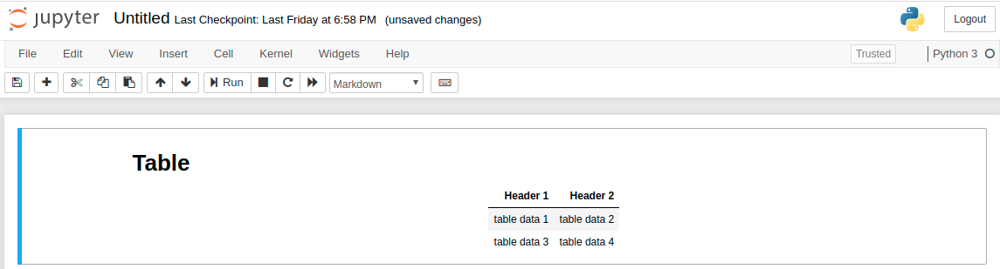 jupyter Untitled Last Checkpoint: Last Friday at 6:58 PM (unsaved changes) Logout
File Edit View Insert Cell Kernel Widgets Help Trusted Python 3
Run Markdown
Table
Header 1 Header 2
table data 1 table data 2
table data 3 table data 4